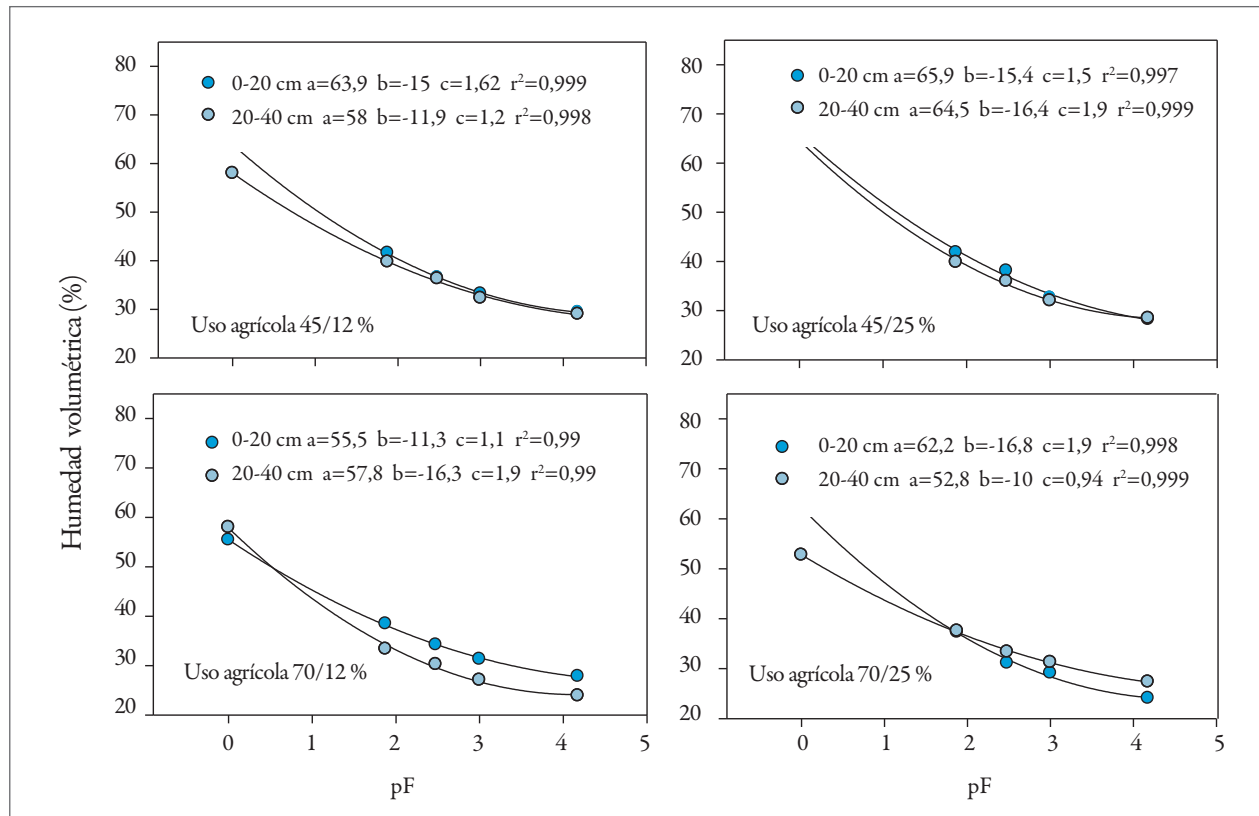 80
70
60
50
40
30
20
0-20 cm a=63,9 b=-15 c=1,62 r²=0,999
20-40 cm a=58 b=-11,9 c=1,2 r²=0,998
Uso agrícola 45/12 %
80
70
60
50
40
30
20
0-20 cm a=65,9 b=-15,4 c=1,5 r²=0,997
20-40 cm a=64,5 b=-16,4 c=1,9 r²=0,999
Uso agrícola 45/25 %
Humedad volumétrica (%)
80
70
60
50
40
30
20
0-20 cm a=55,5 b=-11,3 c=1,1 r²=0,99
20-40 cm a=57,8 b=-16,3 c=1,9 r²=0,99
Uso agrícola 70/12 %
0 1 2 3 4 5
pF
80
70
60
50
40
30
20
0-20 cm a=62,2 b=-16,8 c=1,9 r²=0,998
20-40 cm a=52,8 b=-10 c=0,94 r²=0,999
Uso agrícola 70/25 %
0 1 2 3 4 5
pF